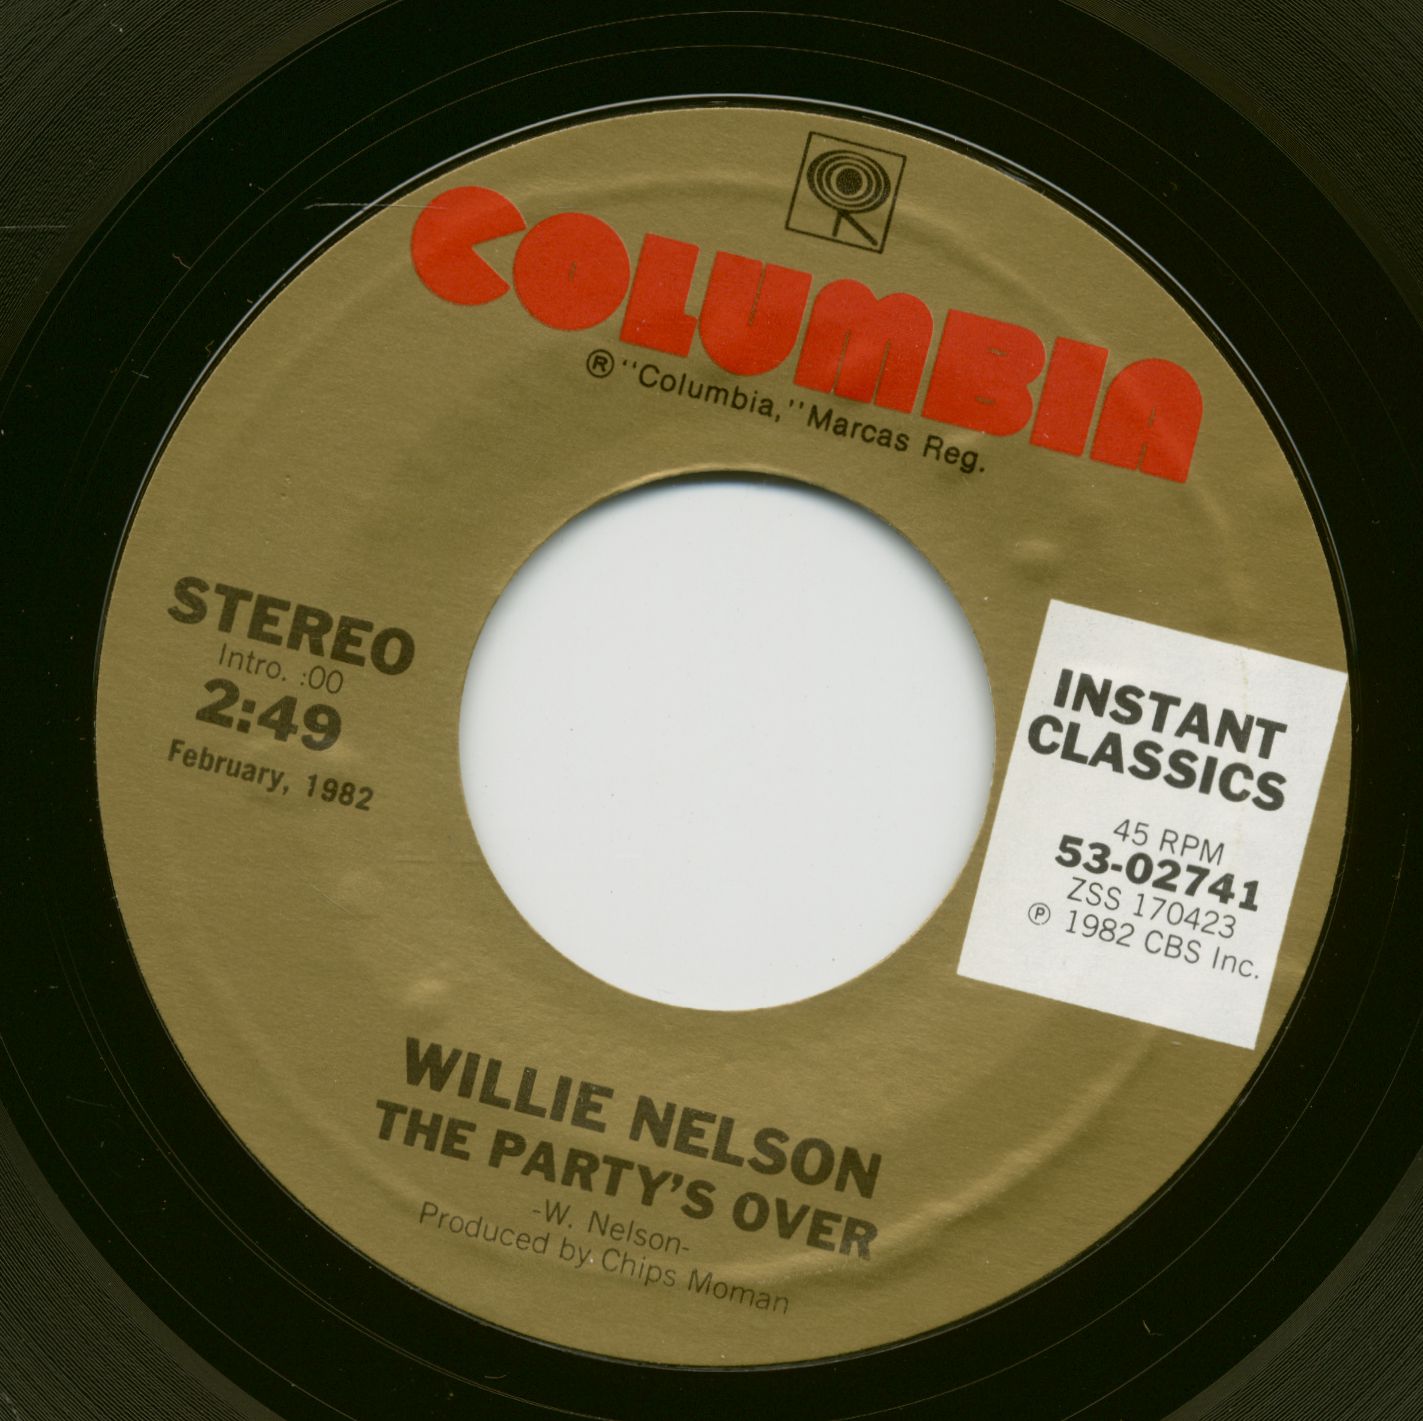 COLUMBIA
® "Columbia," Marcas Reg.
STEREO
Intro. :00
2:49
February, 1982
INSTANT
CLASSICS
45 RPM
53-02741
ZSS 170423
℗ 1982 CBS Inc.
WILLIE NELSON
THE PARTY'S OVER
-W. Nelson-
Produced by Chips Moman